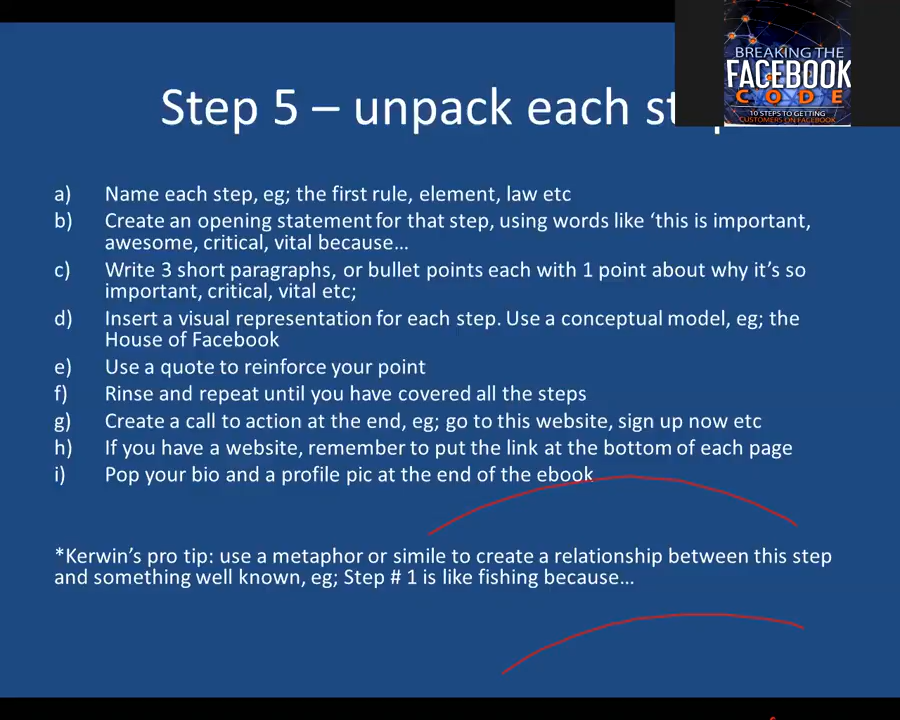 BREAKING THE
FACEBOOK
CODE
10 STEPS TO GETTING
CUSTOMERS ON FACEBOOK
Step 5 – unpack each
a) Name each step, eg; the first rule, element, law etc
b) Create an opening statement for that step, using words like ‘this is important,
awesome, critical, vital because…
c) Write 3 short paragraphs, or bullet points each with 1 point about why it’s so
important, critical, vital etc;
d) Insert a visual representation for each step. Use a conceptual model, eg; the
House of Facebook
e) Use a quote to reinforce your point
f) Rinse and repeat until you have covered all the steps
g) Create a call to action at the end, eg; go to this website, sign up now etc
h) If you have a website, remember to put the link at the bottom of each page
i) Pop your bio and a profile pic at the end of the ebook
*Kerwin’s pro tip: use a metaphor or simile to create a relationship between this step
and something well known, eg; Step # 1 is like fishing because…